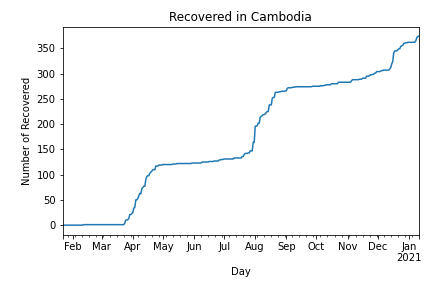 Recovered in Cambodia
Number of Recovered
350
300
250
200
150
100
50
0
Feb Mar Apr May Jun Jul Aug Sep Oct Nov Dec Jan
2021
Day